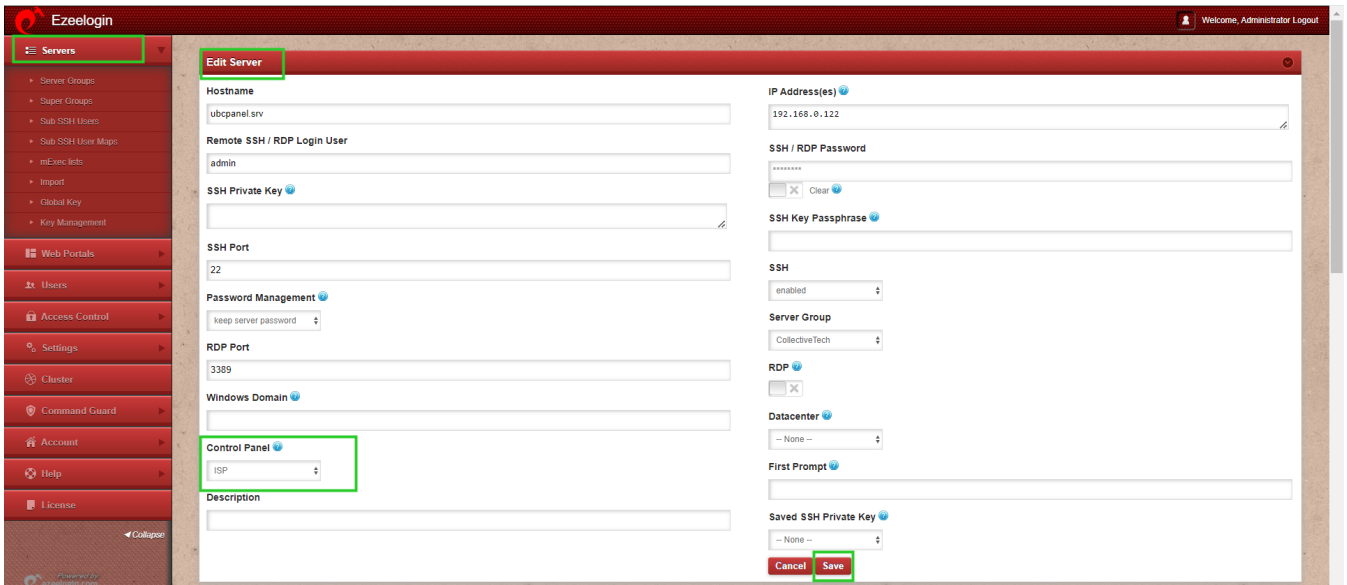 Ezeelogin
Welcome, Administrator Logout
Servers
Server Groups
Super Groups
Sub SSH Users
Sub SSH User Maps
mExec lists
Import
Global Key
Key Management
Web Portals
Users
Access Control
Settings
Cluster
Command Guard
Account
Help
License
Collapse
Powered by
ezeelogin.com
Edit Server
Hostname
ubcpanel.srv
Remote SSH / RDP Login User
admin
SSH Private Key
SSH Port
22
Password Management
keep server password
RDP Port
3389
Windows Domain
Control Panel
ISP
Description
IP Address(es)
192.168.0.122
SSH / RDP Password
********
Clear
SSH Key Passphrase
SSH
enabled
Server Group
CollectiveTech
RDP
Datacenter
-- None --
First Prompt
Saved SSH Private Key
-- None --
Cancel Save